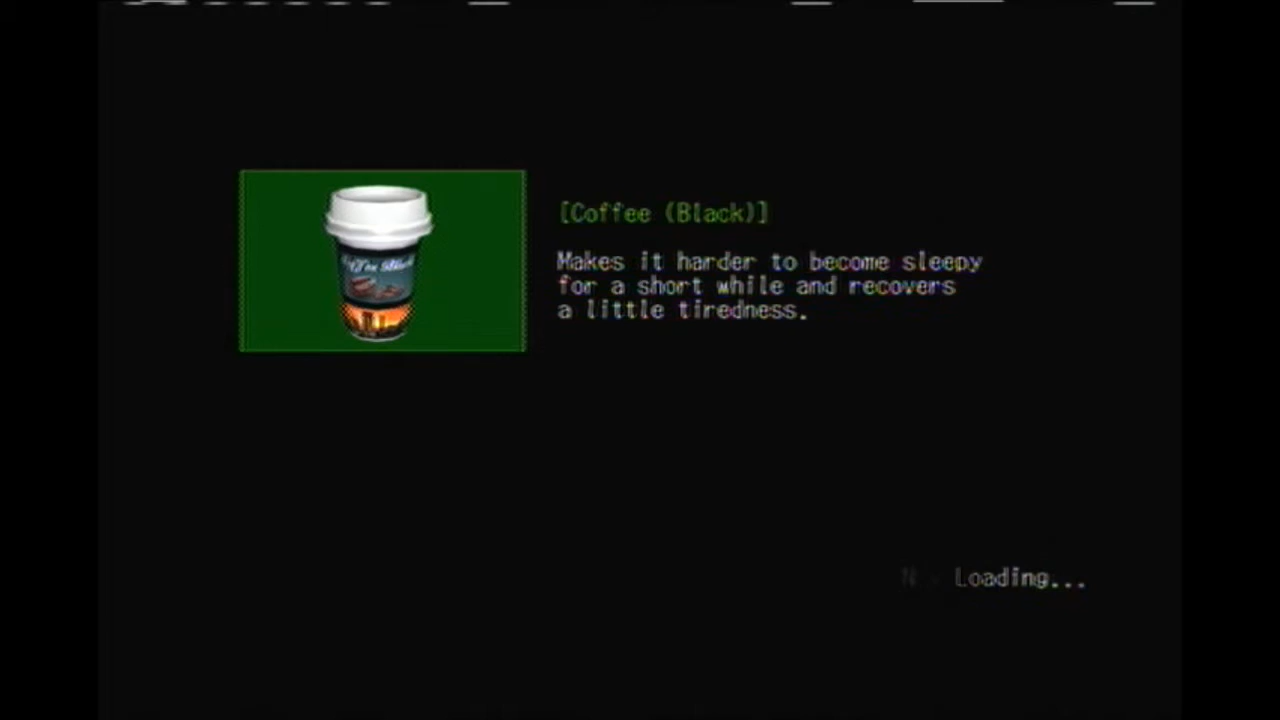 [Coffee (Black)]
Makes it harder to become sleepy
for a short while and recovers
a little tiredness.
Loading...